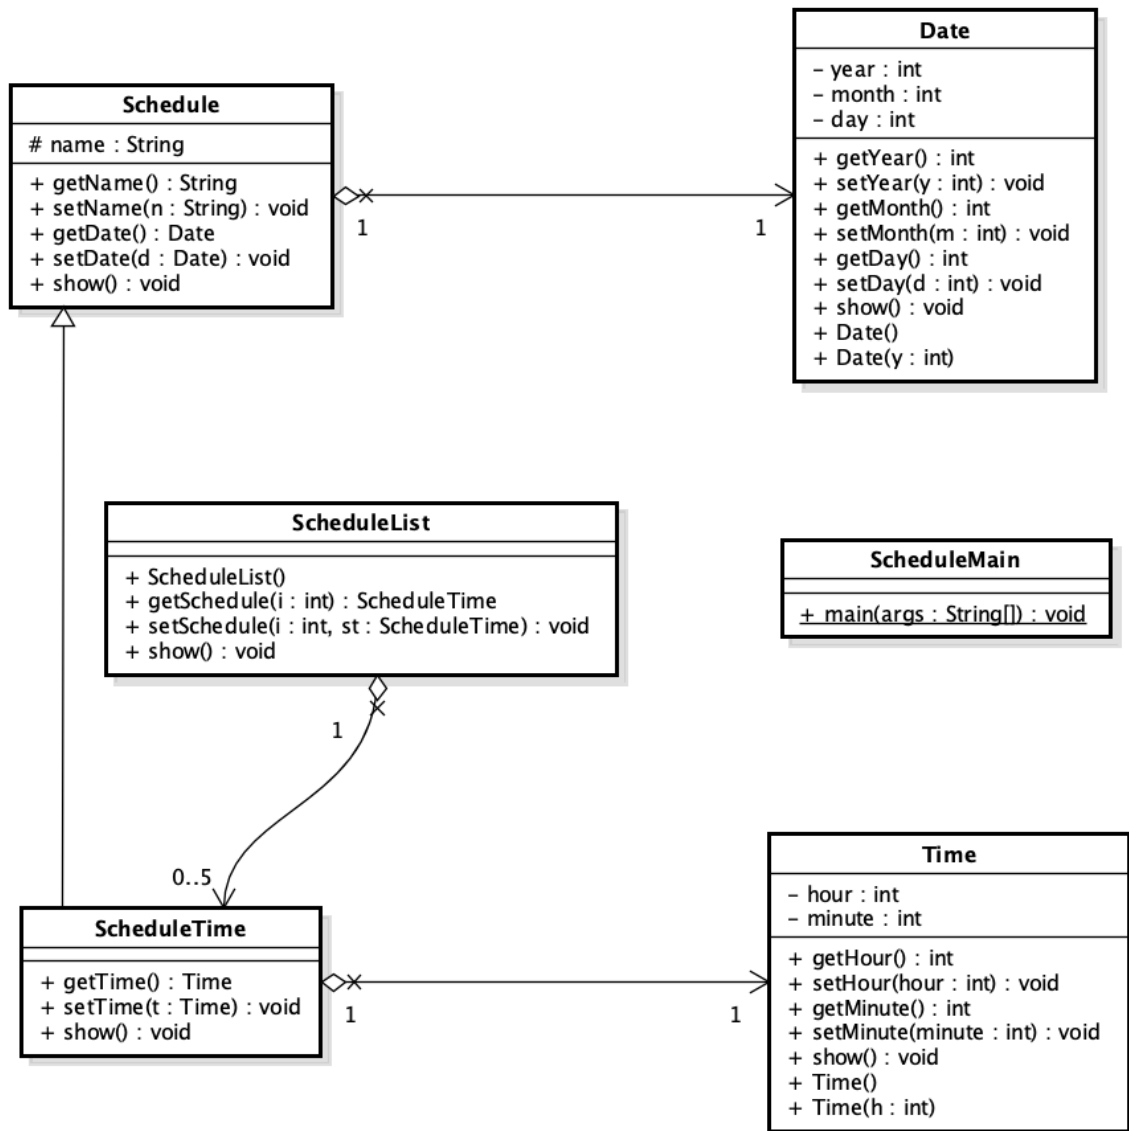 Schedule
# name : String
+ getName() : String
+ setName(n : String) : void
+ getDate() : Date
+ setDate(d : Date) : void
+ show() : void
1
1
Date
- year : int
- month : int
- day : int
+ getYear() : int
+ setYear(y : int) : void
+ getMonth() : int
+ setMonth(m : int) : void
+ getDay() : int
+ setDay(d : int) : void
+ show() : void
+ Date()
+ Date(y : int)
ScheduleList
+ ScheduleList()
+ getSchedule(i : int) : ScheduleTime
+ setSchedule(i : int, st : ScheduleTime) : void
+ show() : void
1
0..5
ScheduleMain
+ main(args : String[]) : void
ScheduleTime
+ getTime() : Time
+ setTime(t : Time) : void
+ show() : void
1
1
Time
- hour : int
- minute : int
+ getHour() : int
+ setHour(hour : int) : void
+ getMinute() : int
+ setMinute(minute : int) : void
+ show() : void
+ Time()
+ Time(h : int)